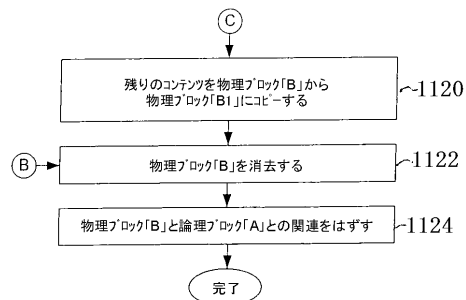 C
残りのコンテンツを物理ブロック「B」から
物理ブロック「B1」にコピーする
1120
B
物理ブロック「B」を消去する
1122
物理ブロック「B」と論理ブロック「A」との関連をはずす
1124
完了